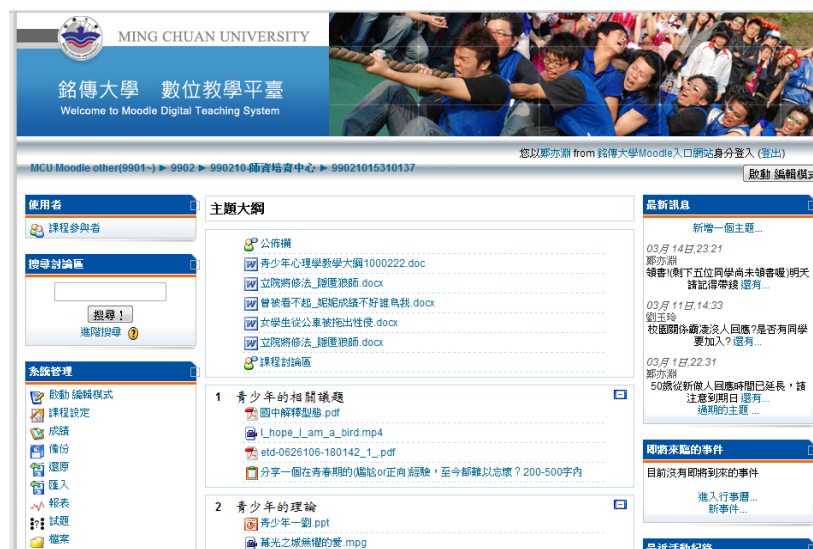 MING CHUAN UNIVERSITY
銘傳大學 數位教學平臺
Welcome to Moodle Digital Teaching System
您以鄭亦淵 from 銘傳大學Moodle入口網站身分登入 (登出)
MCU Moodle other(9901~) ► 9902 ► 990210-師資培育中心 ► 99021015310137
啟動 編輯模式
使用者
課程參與者
搜尋討論區
搜尋!
進階搜尋
系統管理
啟動 編輯模式
課程設定
成績
備份
還原
匯入
報表
試題
檔案
主題大綱
公佈欄
青少年心理學教學大綱1000222.doc
立院將修法_隱匿狼師.docx
曾被看不起_妮妮成績不好誰鳥我.docx
女學生從公車被拖出性侵.docx
立院將修法_隱匿狼師.docx
課程討論區
1 青少年的相關議題
國中解釋型態.pdf
I_hope_I_am_a_bird.mp4
etd-0626106-180142_1_.pdf
分享一個在青春期的(尷尬or正向)經驗,至今都難以忘懷?200-500字內
2 青少年的理論
青少年一劉.ppt
暮光之城無懼的愛.mpg
最新訊息
新增一個主題...
03月 14日,23:21
鄭亦淵
領書!(剩下五位同學尚未領書喔)明天
請記得帶錢 還有...
03月 11日,14:33
劉玉玲
校園關係霸凌沒人回應?是否有同學
要加入? 還有...
03月 1日,22:31
鄭亦淵
50歲從新做人回應時間已延長,請
注意到期日 還有...
過期的主題 ...
即將來臨的事件
目前沒有即將到來的事件
進入行事曆...
新事件...
最近活動紀錄